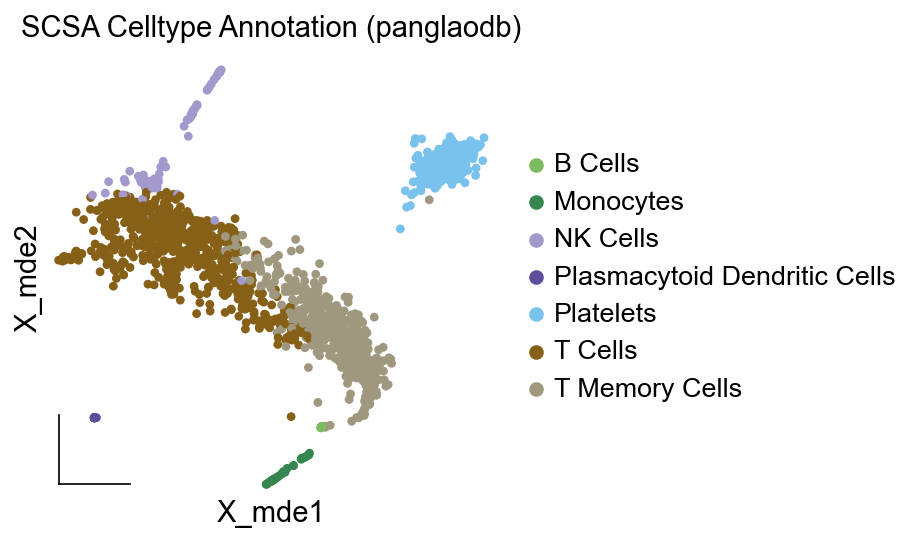 SCSA Celltype Annotation (panglaodb)
B Cells
Monocytes
NK Cells
Plasmacytoid Dendritic Cells
Platelets
T Cells
T Memory Cells
X_mde2
X_mde1